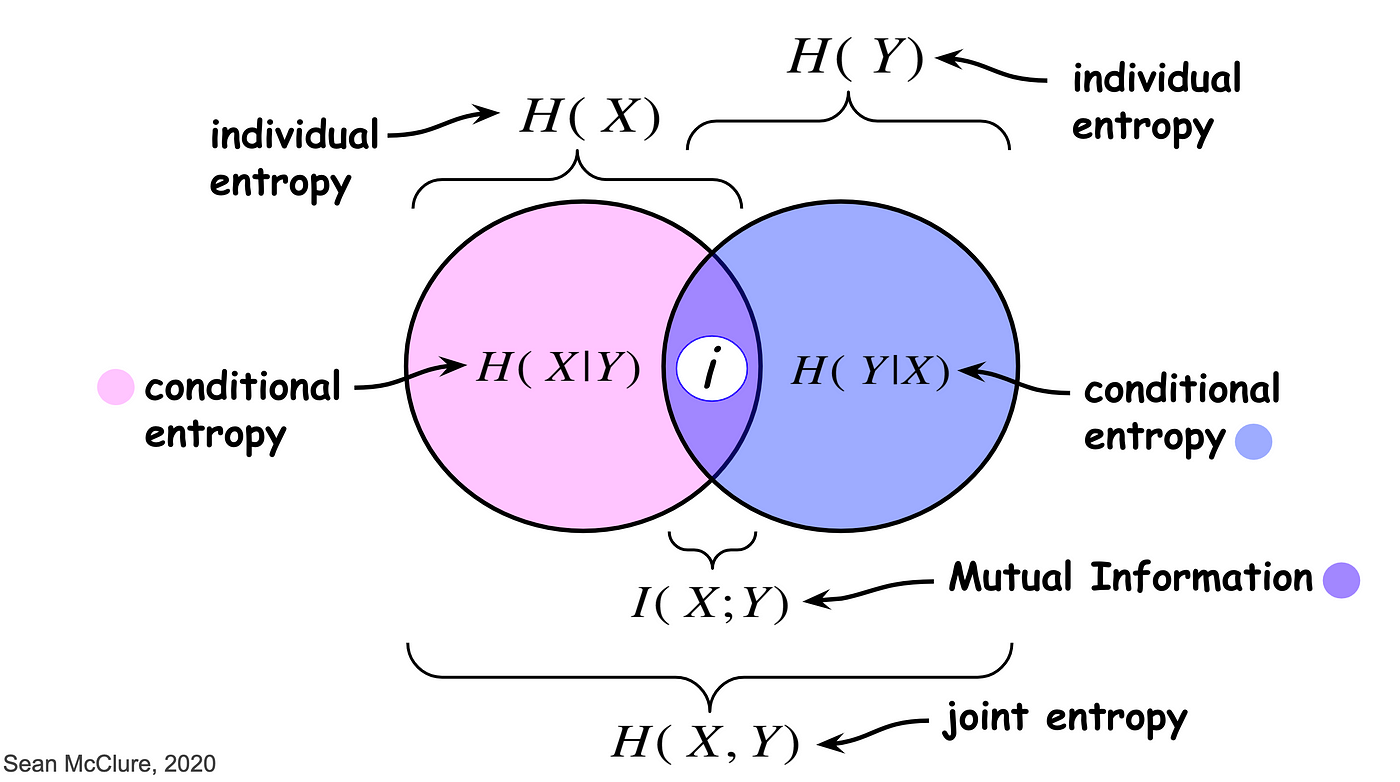 H( Y)
individual
entropy
H( X)
individual
entropy
H( X|Y)
i
H( Y|X)
conditional
entropy
conditional
entropy
I( X;Y)
Mutual Information
H( X, Y)
joint entropy
Sean McClure, 2020